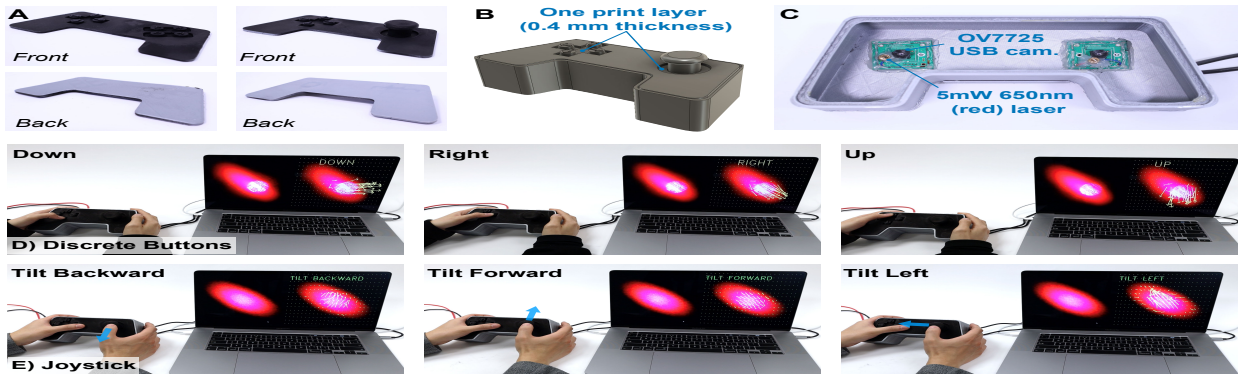 A
Front
Front
Back
Back
B
One print layer
(0.4 mm thickness)
C
OV7725
USB cam.
5mW 650nm
(red) laser
Down
DOWN
Right
RIGHT
Up
UP
D) Discrete Buttons
Tilt Backward
TILT BACKWARD
Tilt Forward
TILT FORWARD
Tilt Left
TILT LEFT
E) Joystick